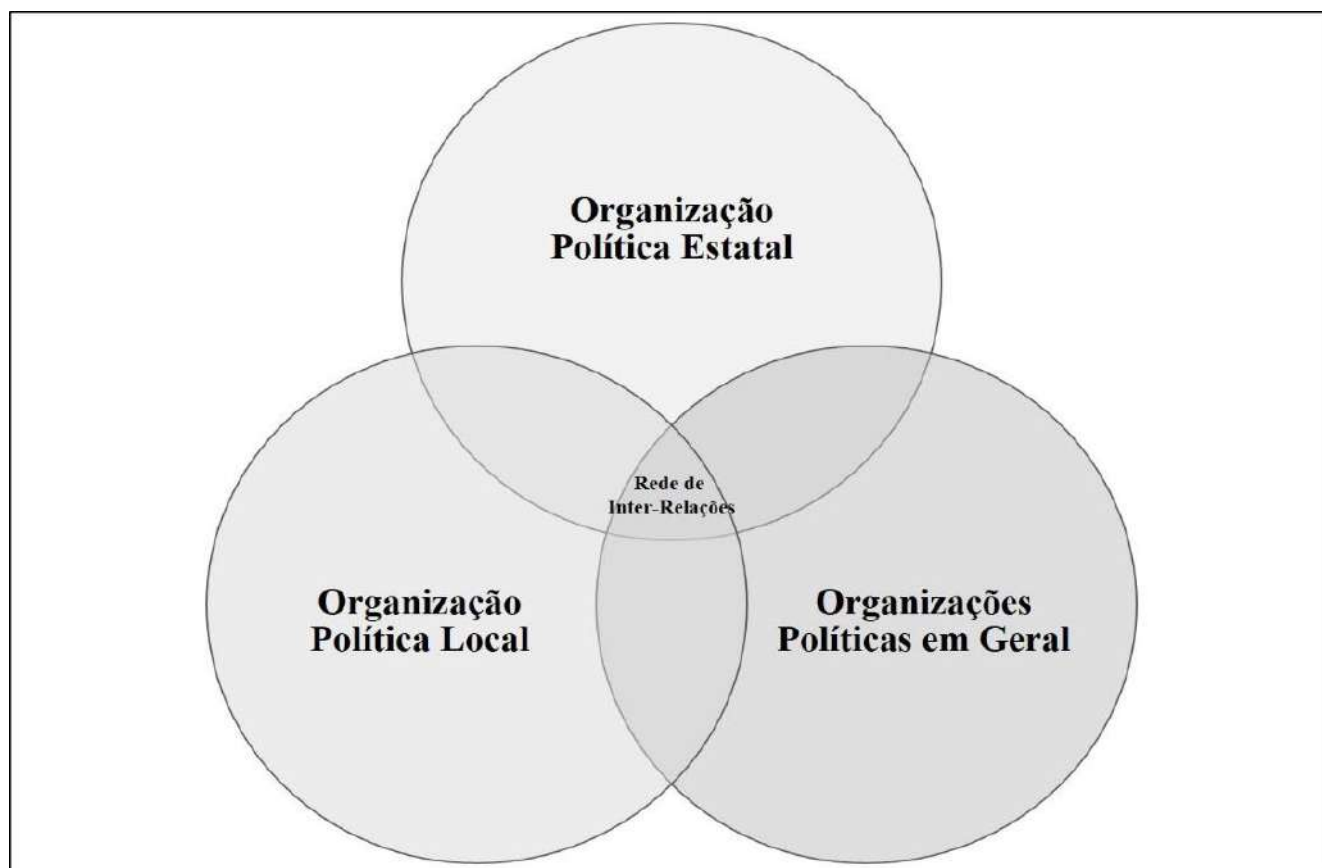 Organização
Política Estatal
Rede de
Inter-Relações
Organização
Política Local
Organizações
Políticas em Geral